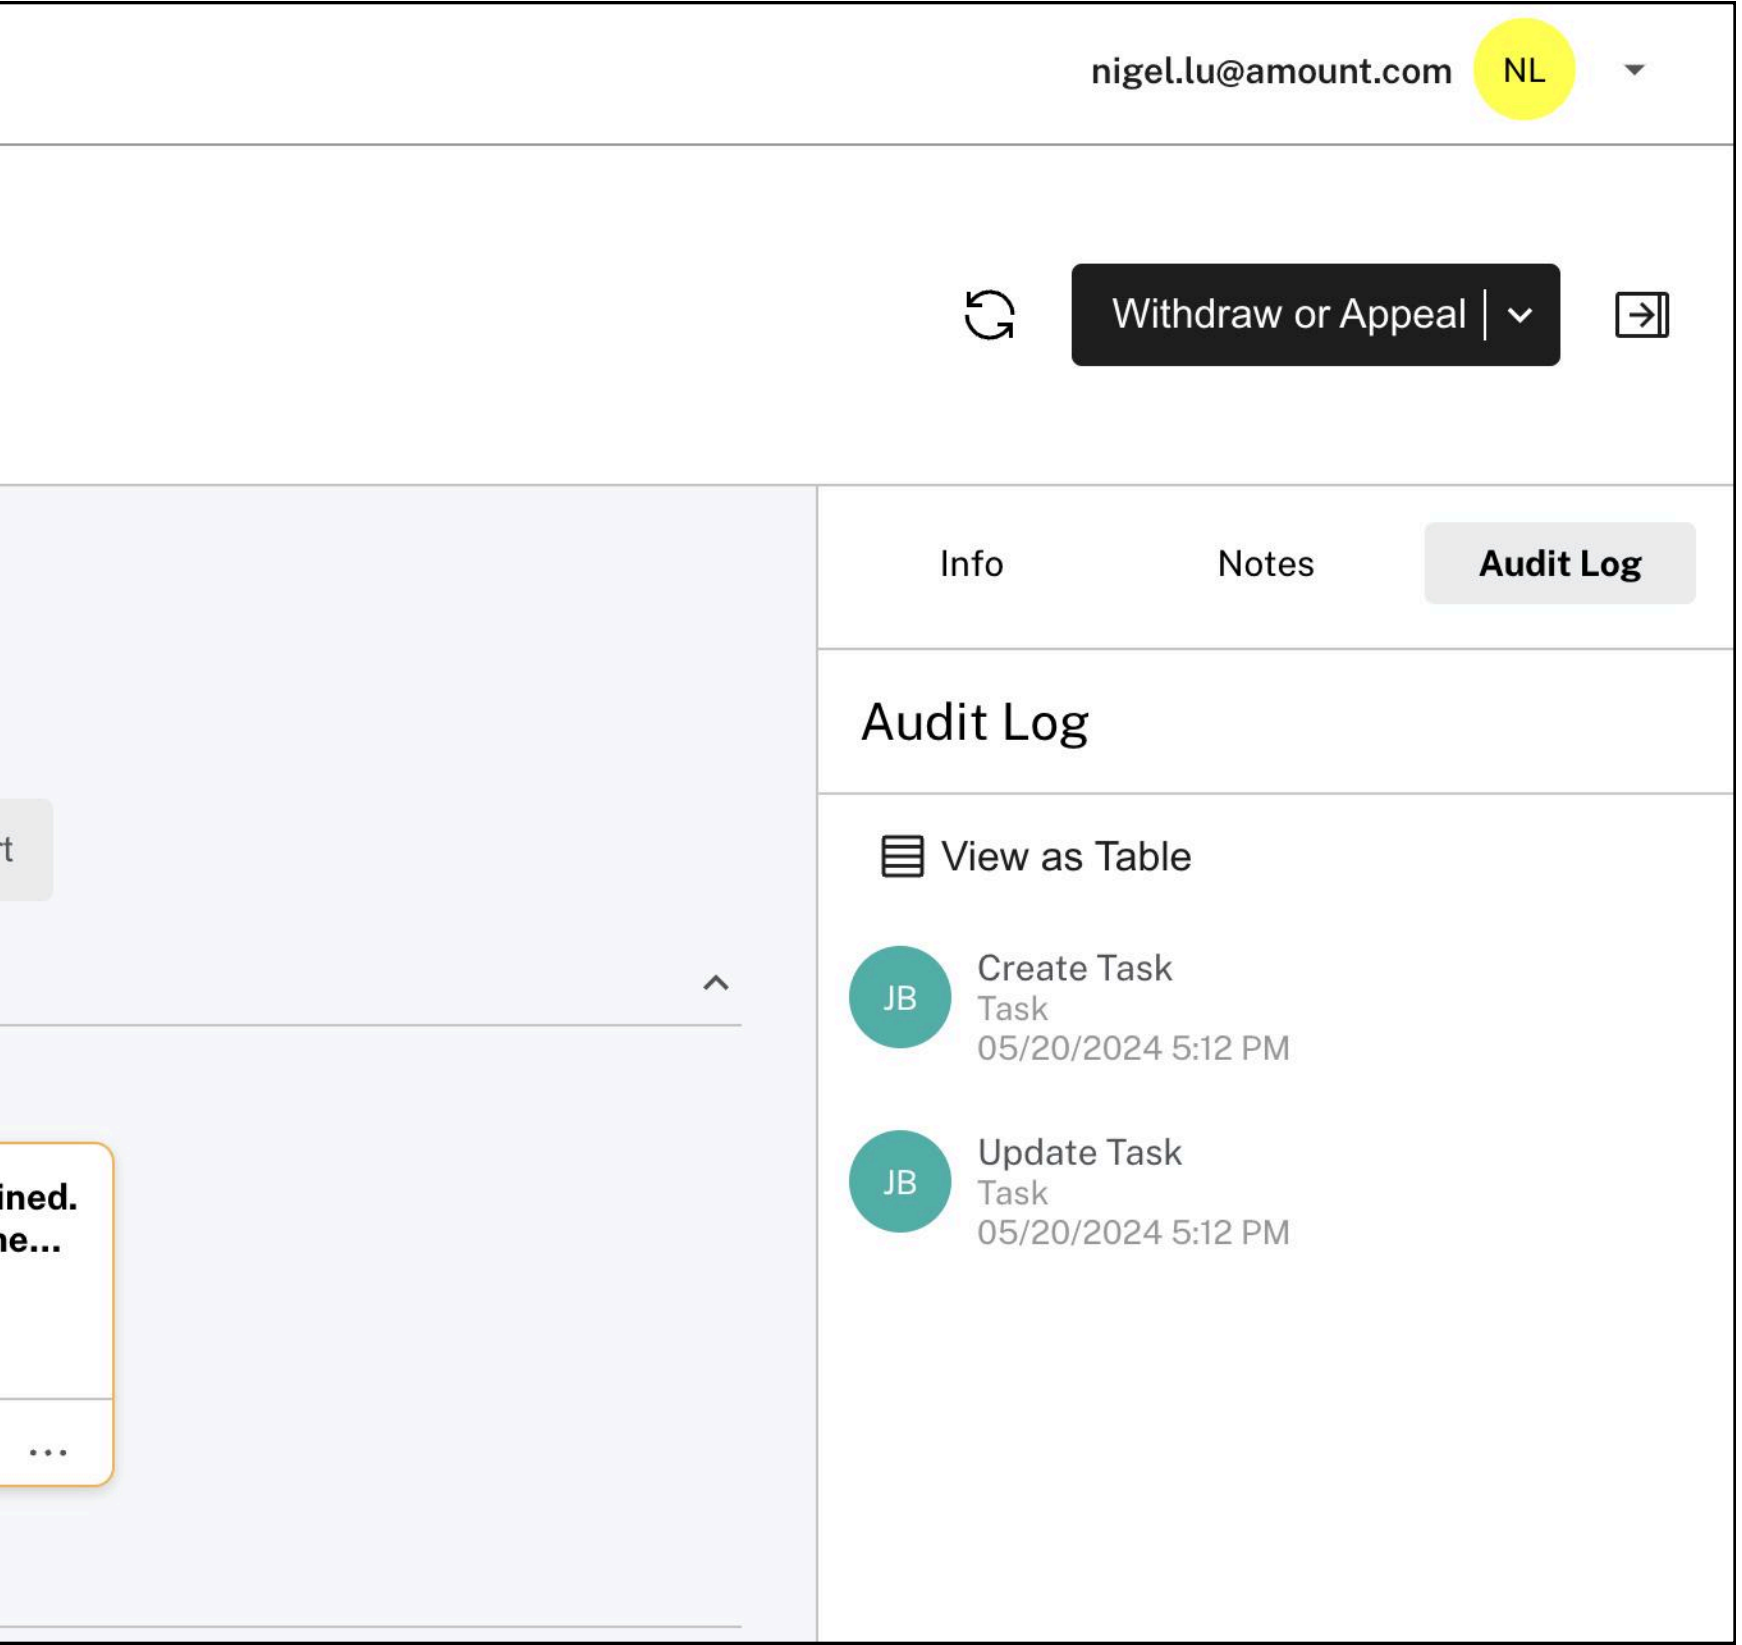 nigel.lu@amount.com NL
Withdraw or Appeal
Info Notes Audit Log
Audit Log
View as Table
JB
Create Task
Task
05/20/2024 5:12 PM
JB
Update Task
Task
05/20/2024 5:12 PM
ined.
...